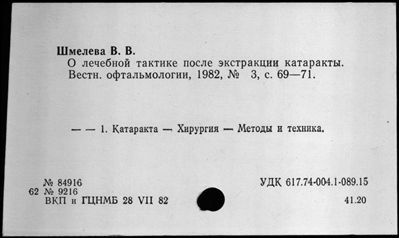 Шмелева В. В.
О лечебной тактике после экстракции катаракты.
Вестн. офтальмологии, 1982, № 3, с. 69—71.
— — 1. Катаракта — Хирургия — Методы и техника.
№ 84916
УДК 617.74-004.1-089.15
62 № 9216
ВКП и ГЦНМБ 28 VII 82
41.20